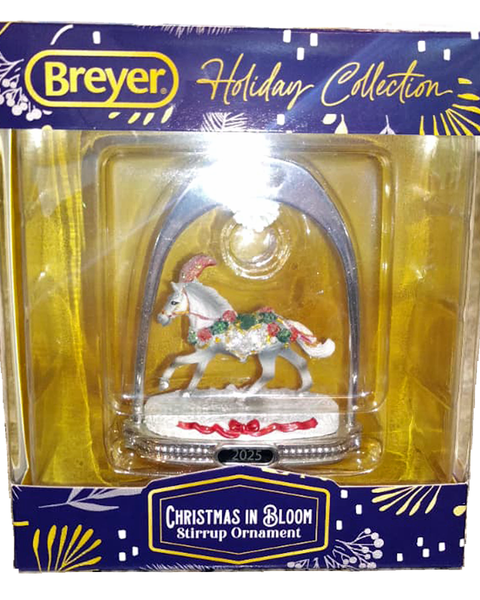 Breyer®
Holiday Collection
2025
CHRISTMAS IN BLOOM
Stirrup Ornament